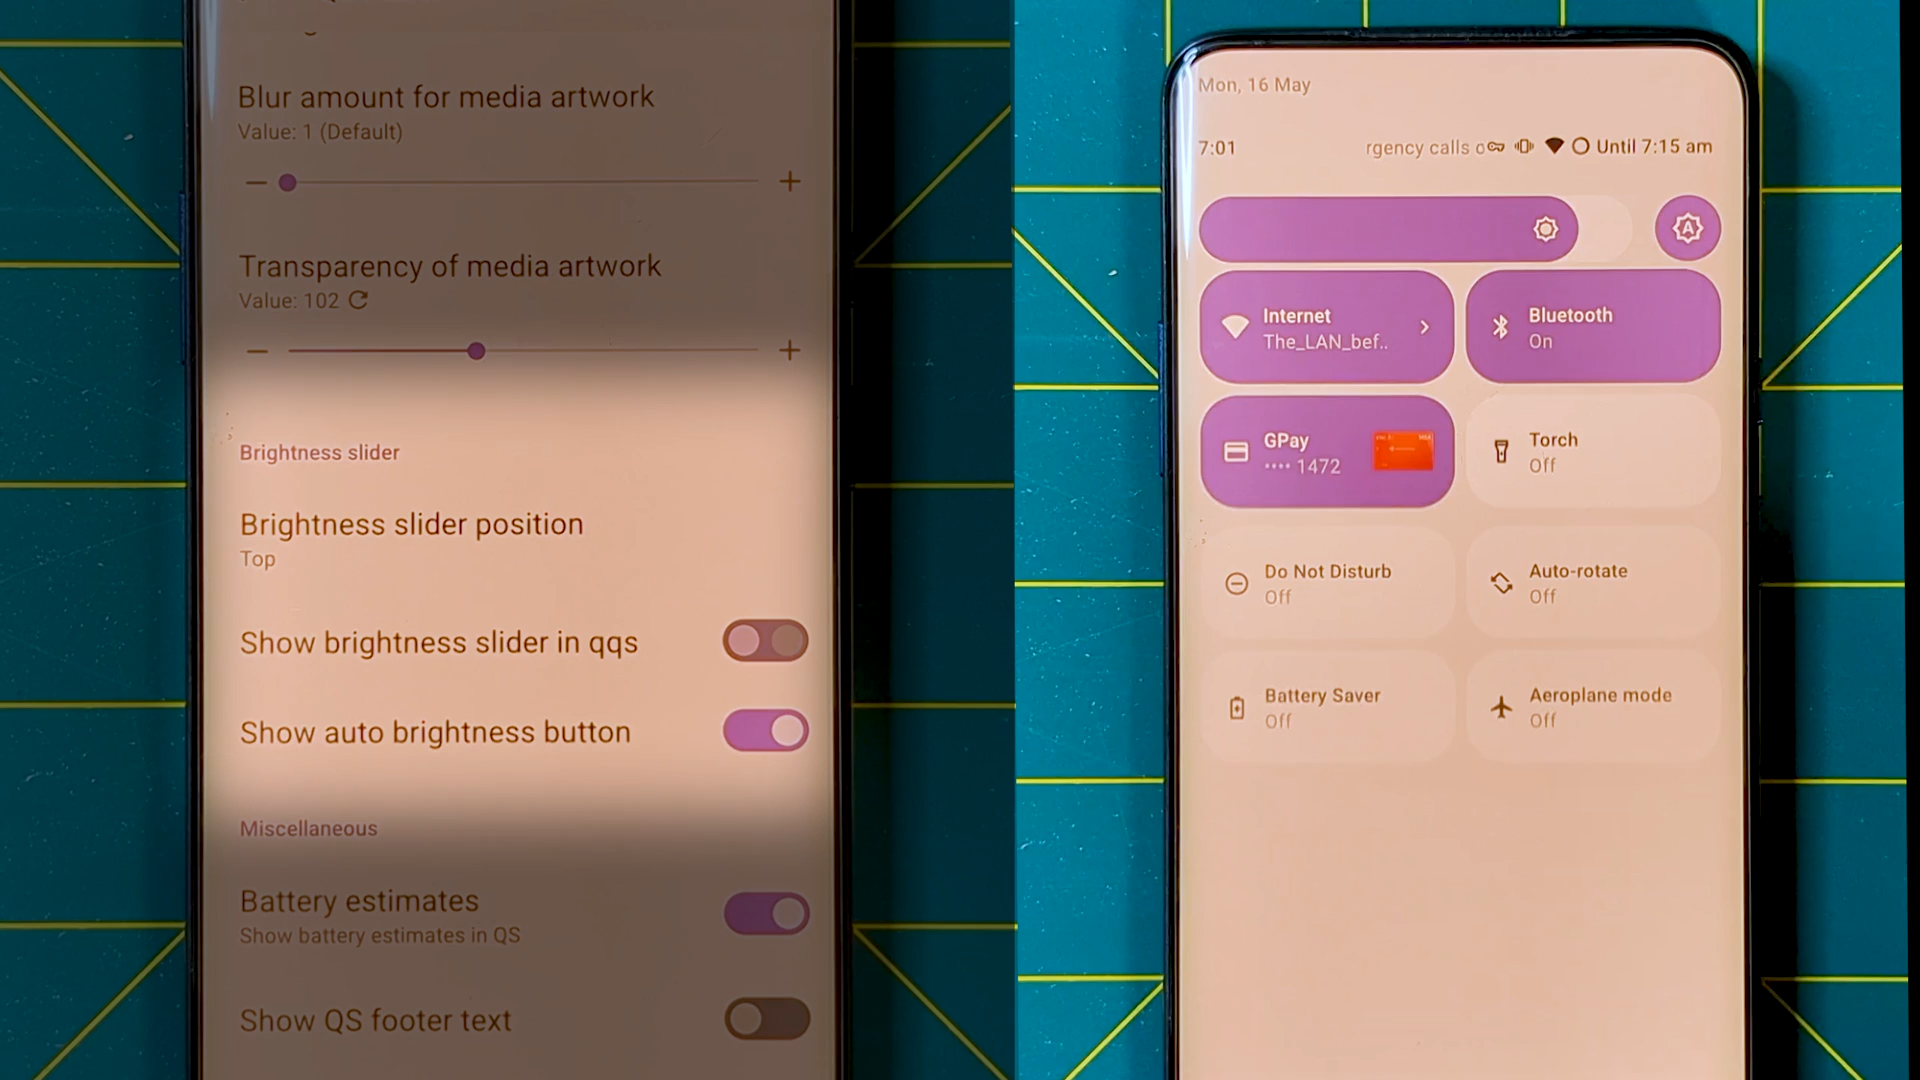 Blur amount for media artwork
Value: 1 (Default)
Transparency of media artwork
Value: 102
Brightness slider
Brightness slider position
Top
Show brightness slider in qqs
Show auto brightness button
Miscellaneous
Battery estimates
Show battery estimates in QS
Show QS footer text
Mon, 16 May
7:01
rgency calls o
Until 7:15 am
A
Internet
The_LAN_bef..
Bluetooth
On
GPay
•••• 1472
Torch
Off
Do Not Disturb
Off
Auto-rotate
Off
Battery Saver
Off
Aeroplane mode
Off